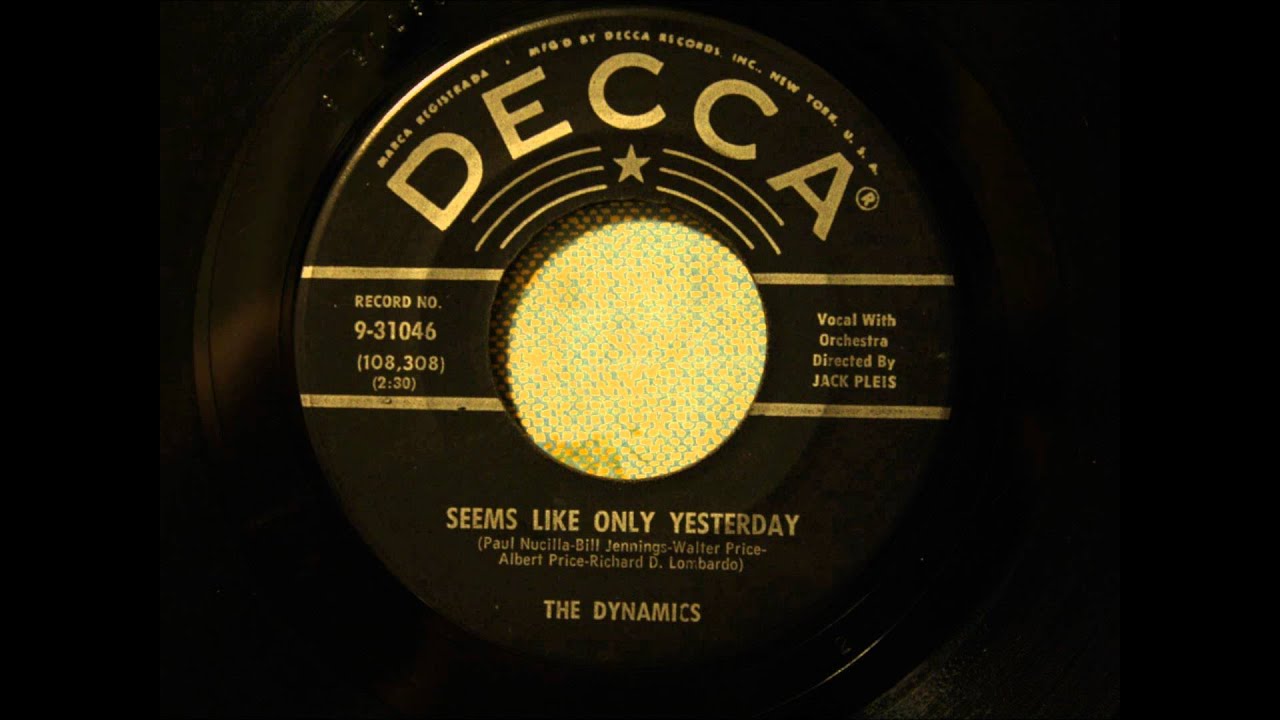 MARCA REGISTRADA • MFG'D BY DECCA RECORDS, INC., NEW YORK, U.S.A.
DECCA®
RECORD NO.
9-31046
(108,308)
(2:30)
Vocal With
Orchestra
Directed By
JACK PLEIS
SEEMS LIKE ONLY YESTERDAY
(Paul Nucilla-Bill Jennings-Walter Price-
Albert Price-Richard D. Lombardo)
THE DYNAMICS